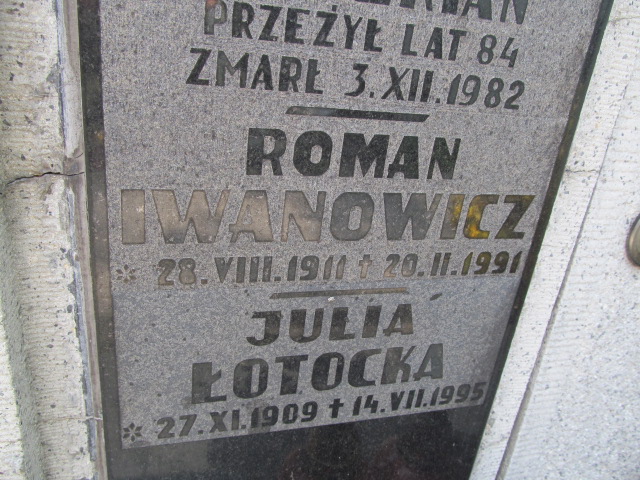 PRZEŻYŁ LAT 84
ZMARŁ 3.XII.1982
ROMAN
IWANOWICZ
* 28.VIII.1911 † 20.II.1991
JULIA
ŁOTOCKA
* 27.XI.1909 † 14.VII.1995